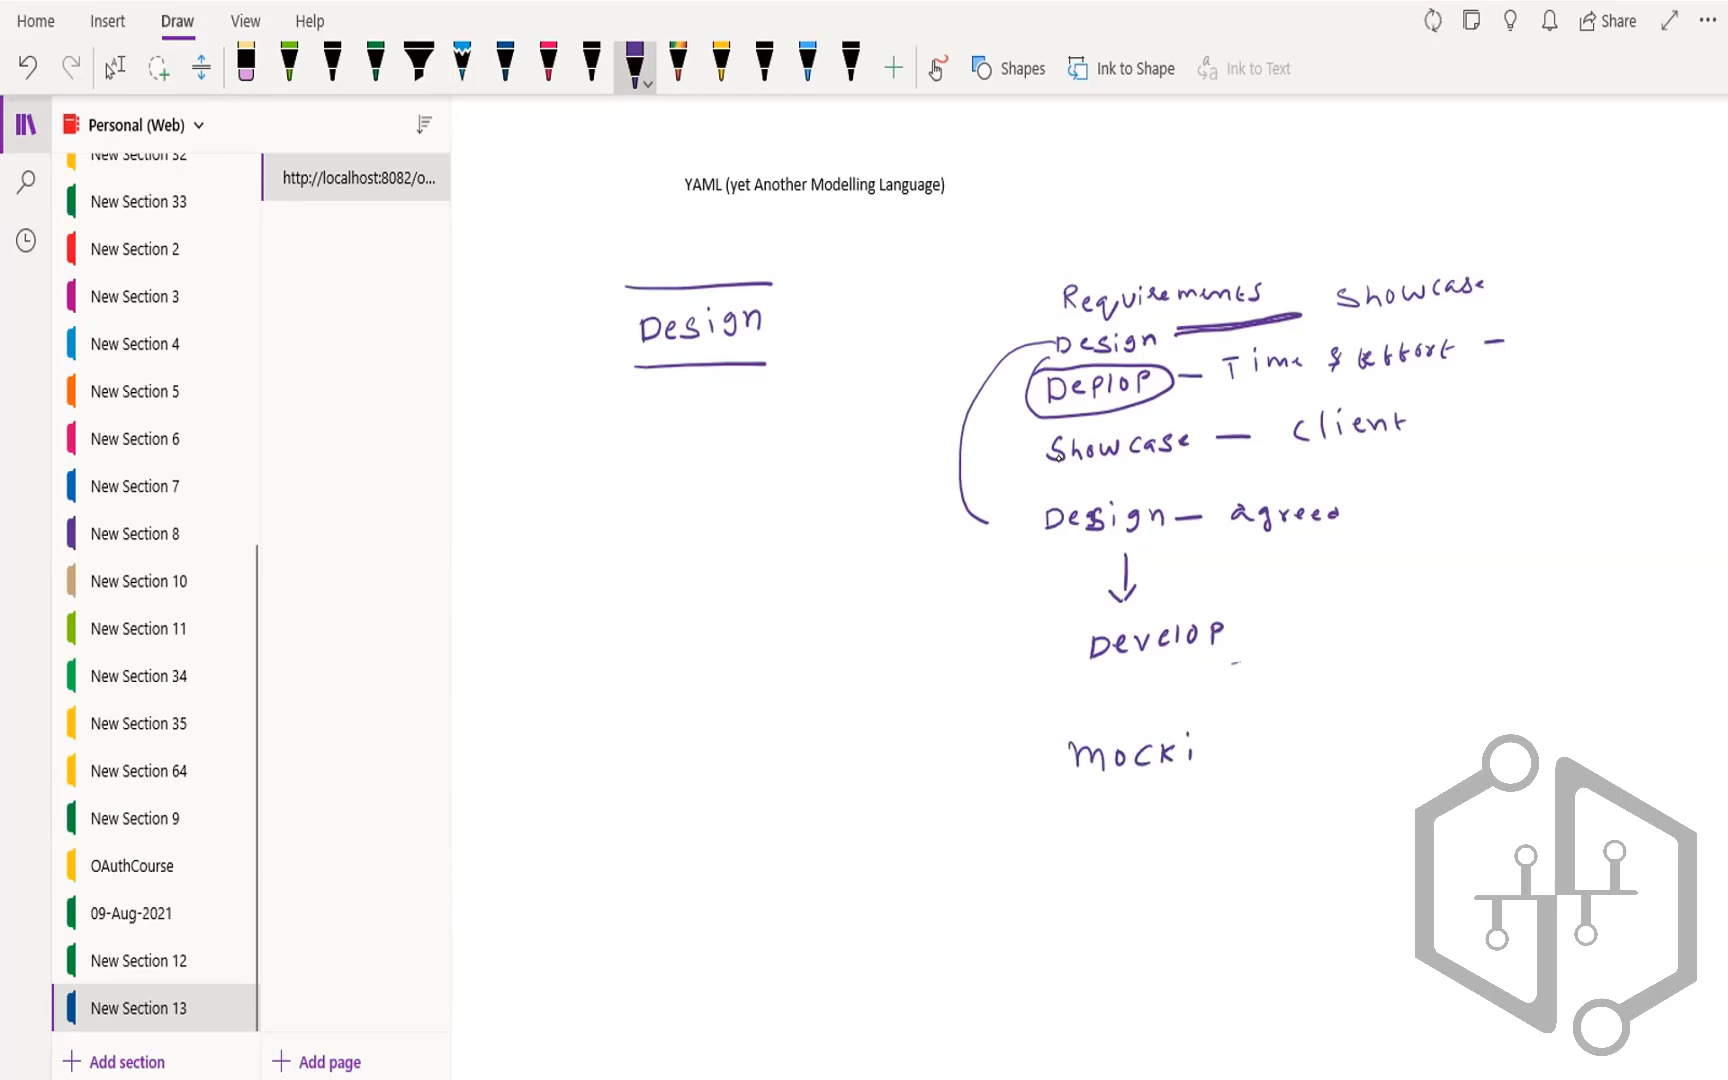 Home Insert Draw View Help Share
Shapes Ink to Shape Ink to Text
Personal (Web)
New Section 32
New Section 33
New Section 2
New Section 3
New Section 4
New Section 5
New Section 6
New Section 7
New Section 8
New Section 10
New Section 11
New Section 34
New Section 35
New Section 64
New Section 9
OAuthCourse
09-Aug-2021
New Section 12
New Section 13
Add section
http://localhost:8082/o...
Add page
YAML (yet Another Modelling Language)
Design
Requirements Showcase
Design
Deplop - Time & Effort -
Showcase - Client
Design - agreed
↓
Develop
Mocki